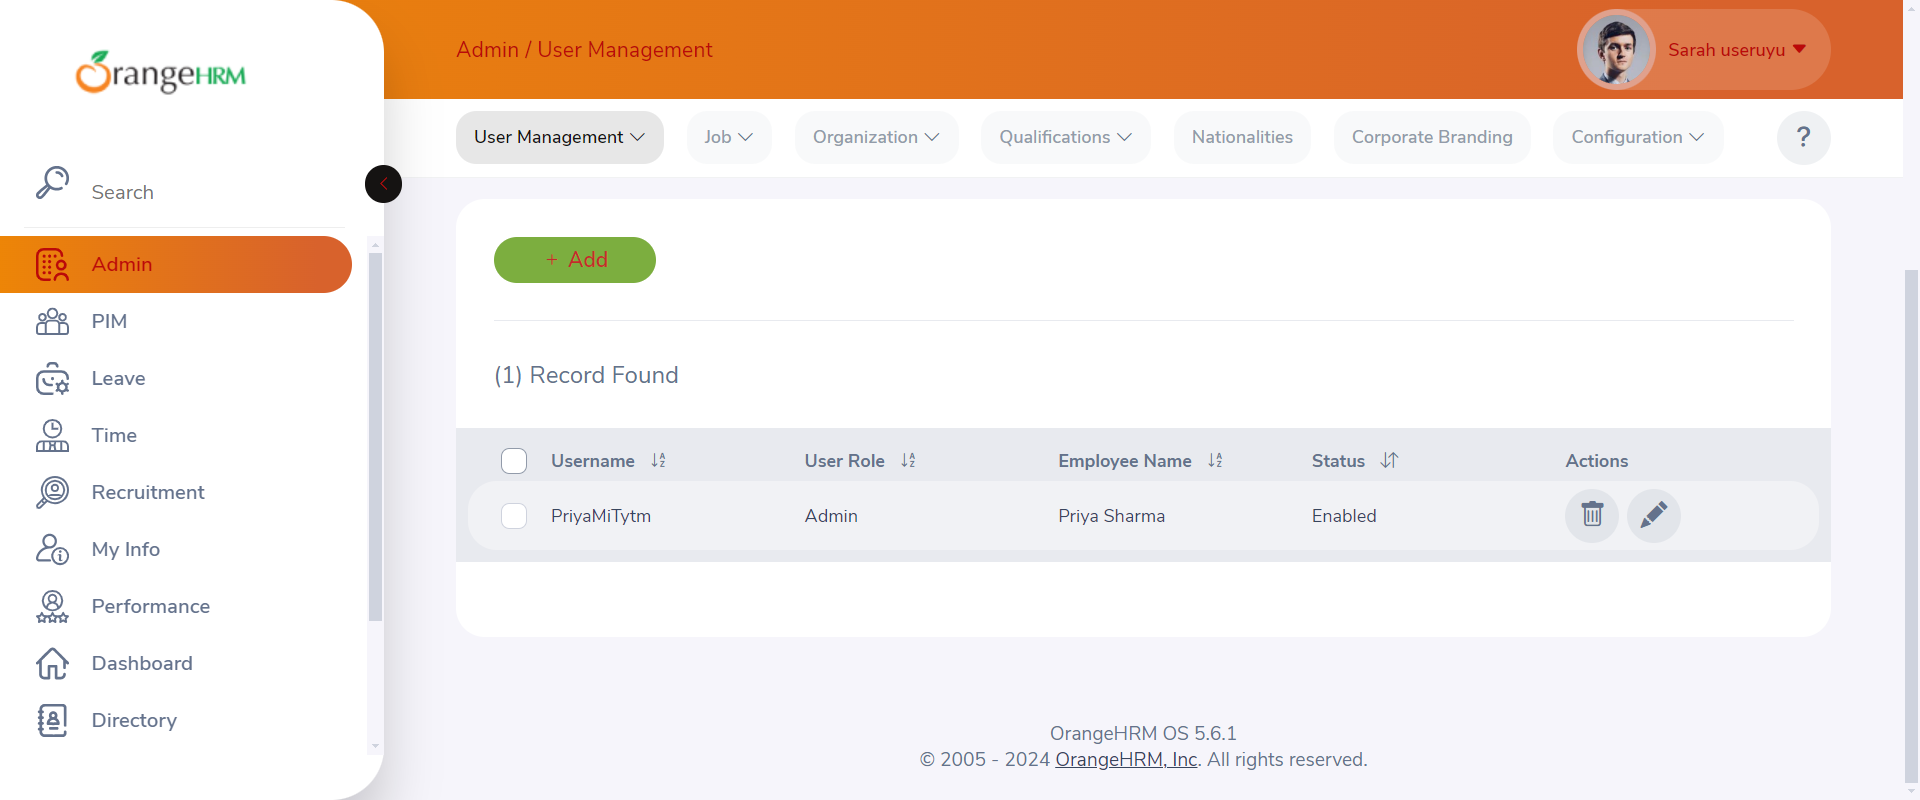 OrangeHRM
Admin / User Management
Sarah useruyu
User Management
Job
Organization
Qualifications
Nationalities
Corporate Branding
Configuration
?
Search
Admin
PIM
Leave
Time
Recruitment
My Info
Performance
Dashboard
Directory
+ Add
(1) Record Found
Username User Role Employee Name Status Actions
PriyaMiTytm Admin Priya Sharma Enabled
OrangeHRM OS 5.6.1
© 2005 - 2024 OrangeHRM, Inc. All rights reserved.